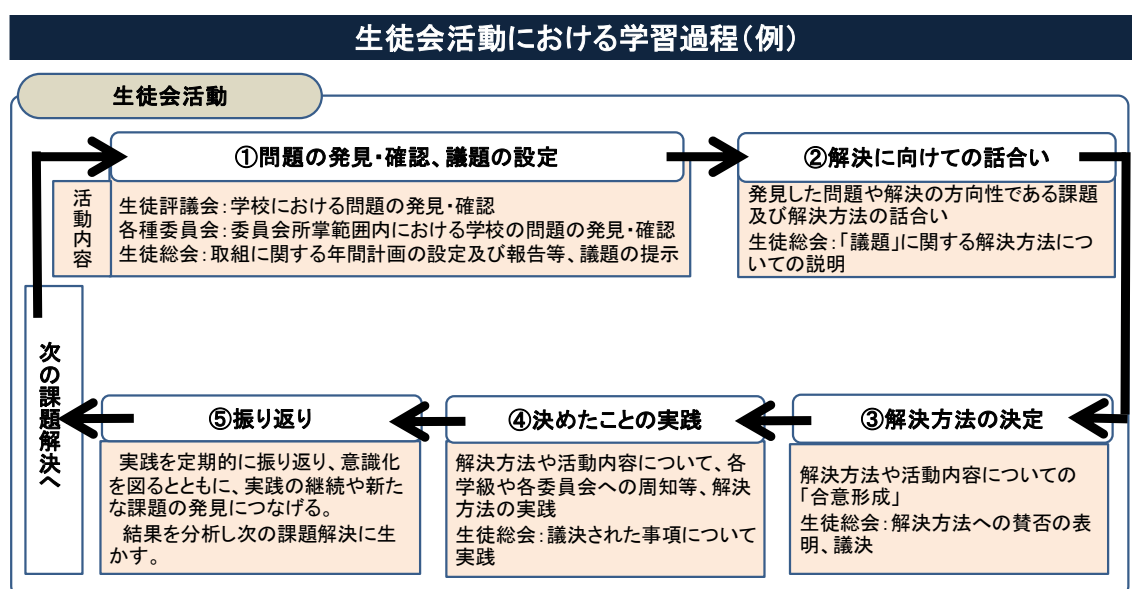 生徒会活動における学習過程（例）
生徒会活動
①問題の発見・確認、議題の設定
活動内容
生徒評議会：学校における問題の発見・確認
各種委員会：委員会所掌範囲内における学校の問題の発見・確認
生徒総会：取組に関する年間計画の設定及び報告等、議題の提示
②解決に向けての話合い
発見した問題や解決の方向性である課題
及び解決方法の話合い
生徒総会：「議題」に関する解決方法につ
いての説明
③解決方法の決定
解決方法や活動内容についての
「合意形成」
生徒総会：解決方法への賛否の表
明、議決
④決めたことの実践
解決方法や活動内容について、各
学級や各委員会への周知等、解決
方法の実践
生徒総会：議決された事項について
実践
⑤振り返り
実践を定期的に振り返り、意識化
を図るとともに、実践の継続や新た
な課題の発見につなげる。
結果を分析し次の課題解決に生
かす。
次の課題解決へ